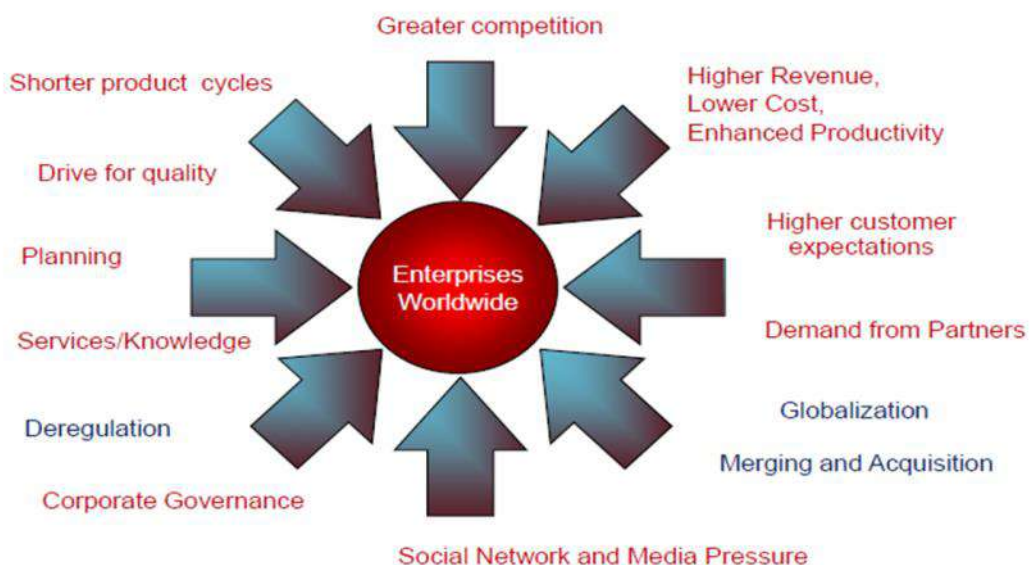 Greater competition
Shorter product cycles
Higher Revenue,
Lower Cost,
Enhanced Productivity
Drive for quality
Higher customer
expectations
Planning
Enterprises
Worldwide
Services/Knowledge
Demand from Partners
Deregulation
Globalization
Merging and Acquisition
Corporate Governance
Social Network and Media Pressure